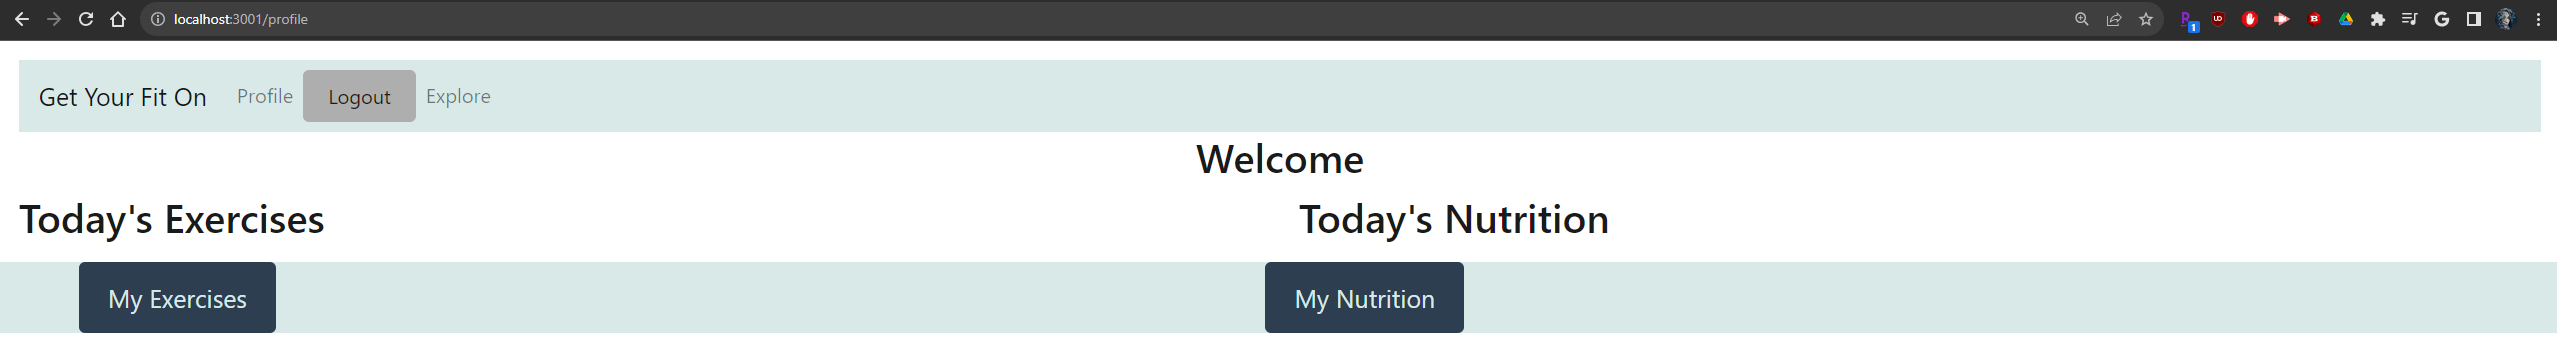 localhost:3001/profile
1
Get Your Fit On Profile Logout Explore
Welcome
Today's Exercises Today's Nutrition
My Exercises My Nutrition